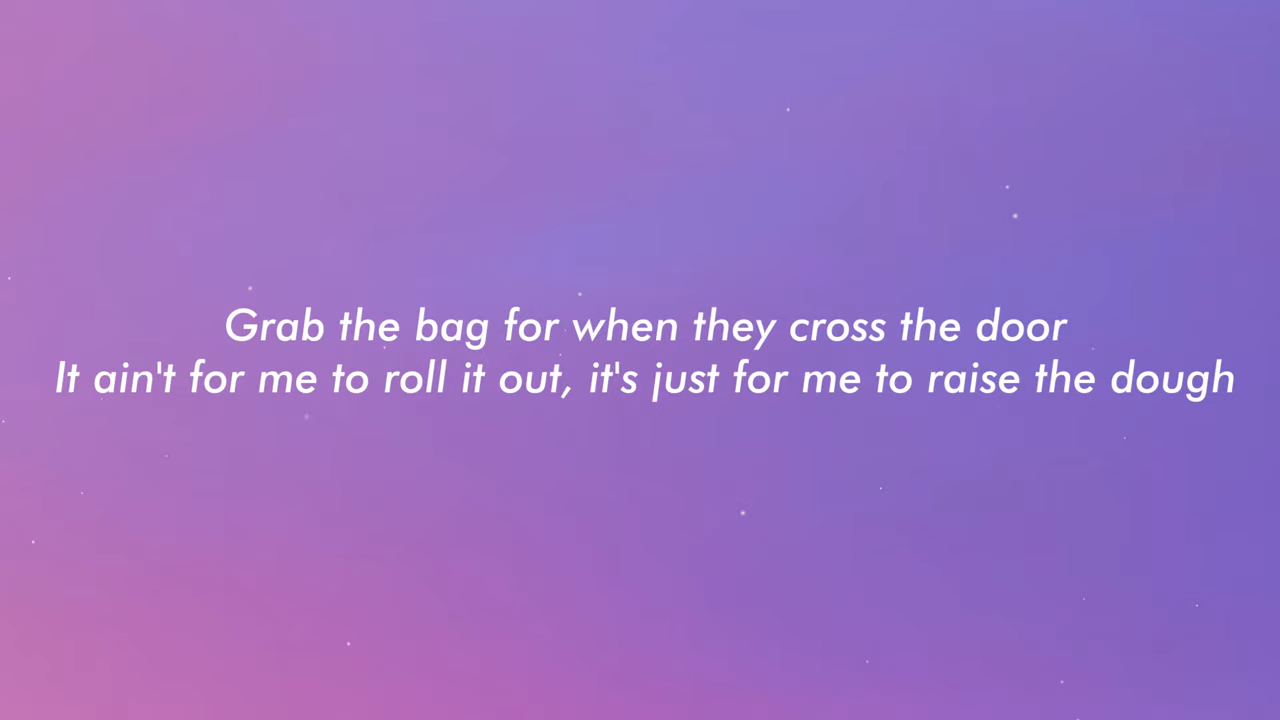 Grab the bag for when they cross the door
It ain't for me to roll it out, it's just for me to raise the dough